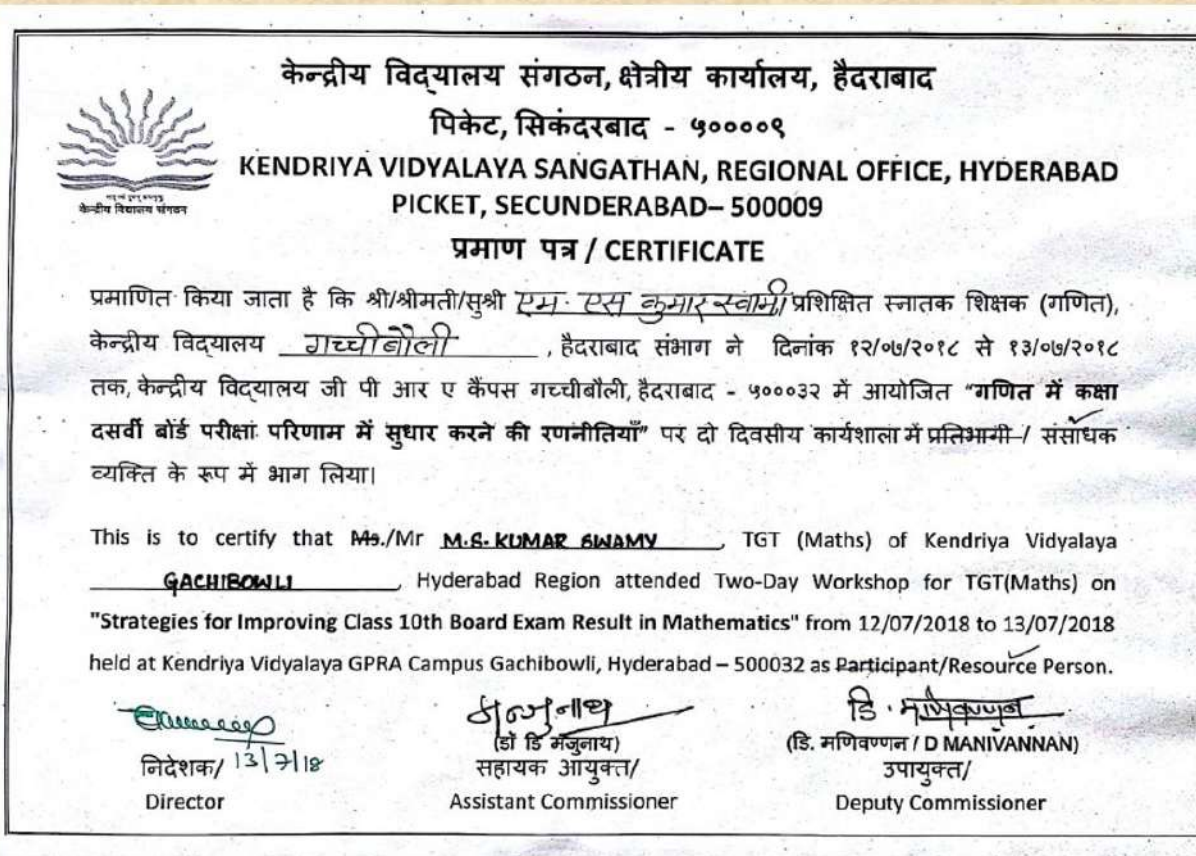 केन्द्रीय विद्यालय संगठन, क्षेत्रीय कार्यालय, हैदराबाद
पिकेट, सिकंदरबाद - ५००००९
KENDRIYA VIDYALAYA SANGATHAN, REGIONAL OFFICE, HYDERABAD
PICKET, SECUNDERABAD– 500009
केन्द्रीय विद्यालय संगठन
प्रमाण पत्र / CERTIFICATE
प्रमाणित किया जाता है कि श्री/श्रीमती/सुश्री एम. एस कुमार स्वामी प्रशिक्षित स्नातक शिक्षक (गणित),
केन्द्रीय विद्यालय गच्चीबौली , हैदराबाद संभाग ने दिनांक १२/०७/२०१८ से १३/०७/२०१८
तक, केन्द्रीय विद्यालय जी पी आर ए कैंपस गच्चीबौली, हैदराबाद - ५०००३२ में आयोजित “गणित में कक्षा
दसवीं बोर्ड परीक्षा परिणाम में सुधार करने की रणनीतियाँ” पर दो दिवसीय कार्यशाला में प्रतिभागी / संसाधक
व्यक्ति के रूप में भाग लिया।
This is to certify that Ms./Mr M.S. KUMAR SWAMY , TGT (Maths) of Kendriya Vidyalaya
GACHIBOWLI , Hyderabad Region attended Two-Day Workshop for TGT(Maths) on
"Strategies for Improving Class 10th Board Exam Result in Mathematics" from 12/07/2018 to 13/07/2018
held at Kendriya Vidyalaya GPRA Campus Gachibowli, Hyderabad – 500032 as Participant/Resource Person.
डि. मणिवण्णन
(डॉ डि मंजुनाथ)
(डि. मणिवण्णन / D MANIVANNAN)
निदेशक/ 13/7/18
सहायक आयुक्त/
उपायुक्त/
Director
Assistant Commissioner
Deputy Commissioner